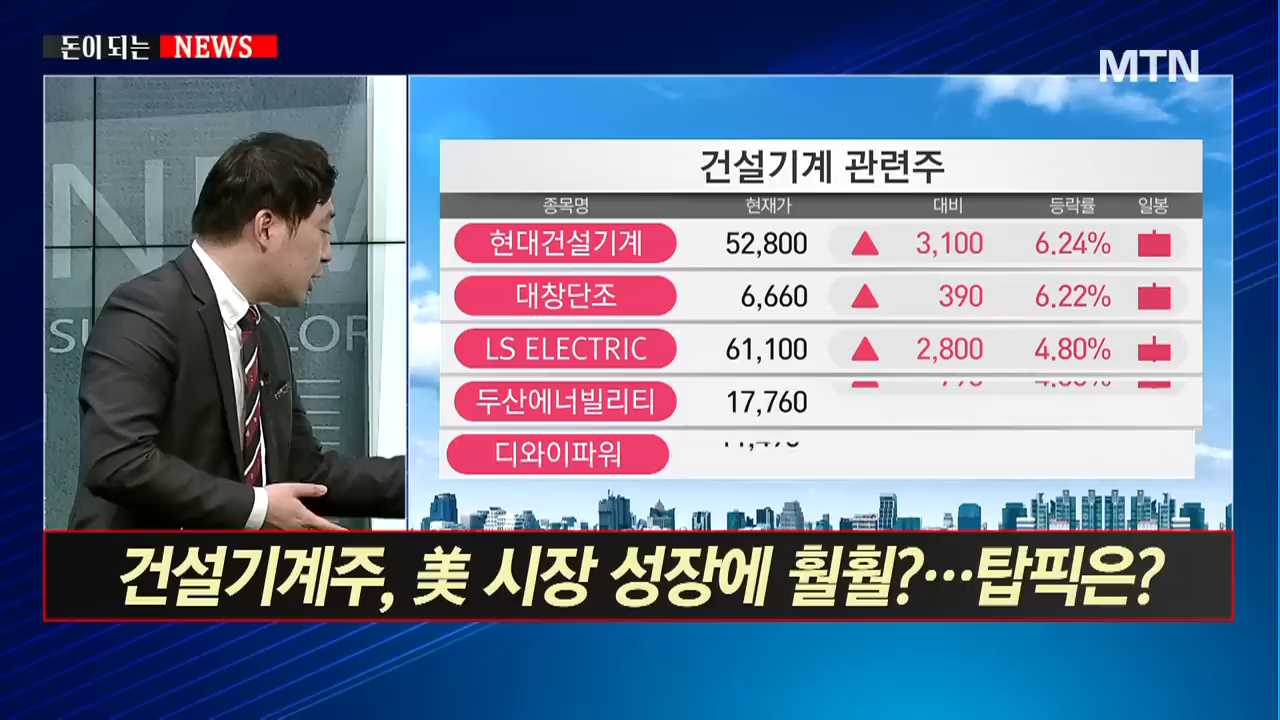 돈이 되는 NEWS
MTN
건설기계 관련주
종목명 현재가 대비 등락률 일봉
현대건설기계 52,800 ▲ 3,100 6.24%
대창단조 6,660 ▲ 390 6.22%
LS ELECTRIC 61,100 ▲ 2,800 4.80%
두산에너빌리티 17,760
디와이파워
건설기계주, 美 시장 성장에 훨훨?…탑픽은?